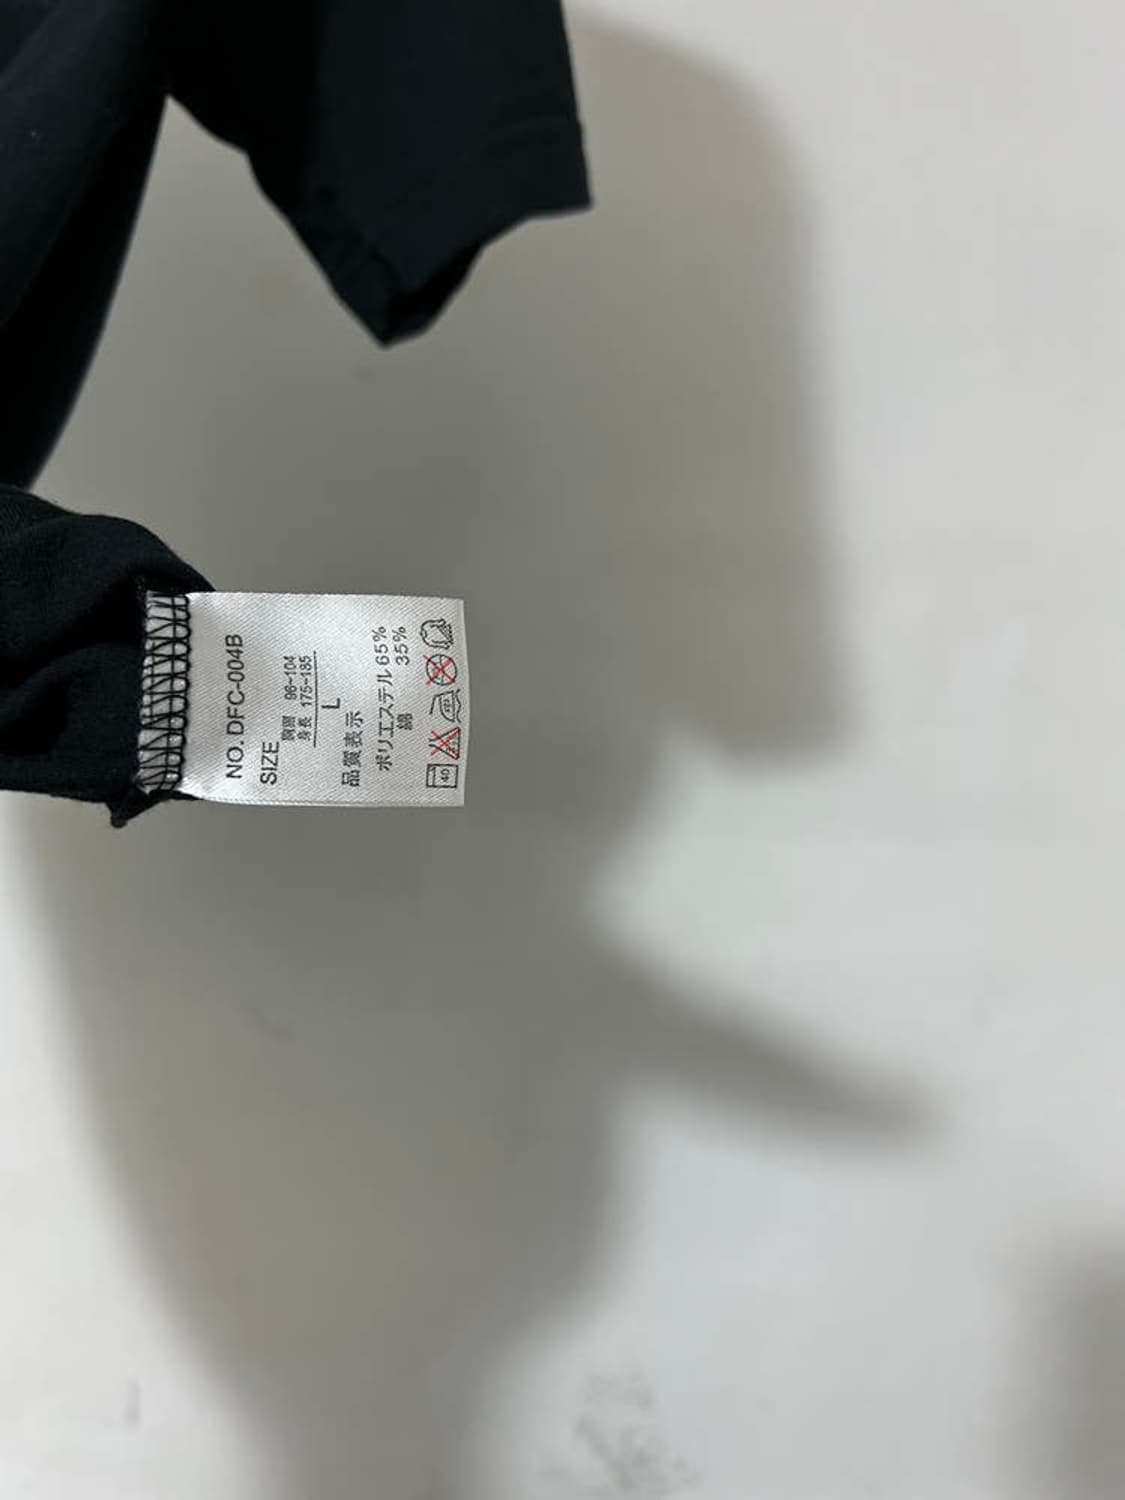 NO. DFC-004B
SIZE
胸囲 96~104
身長 175~185
L
品質表示
ポリエステル 65%
綿 35%
40